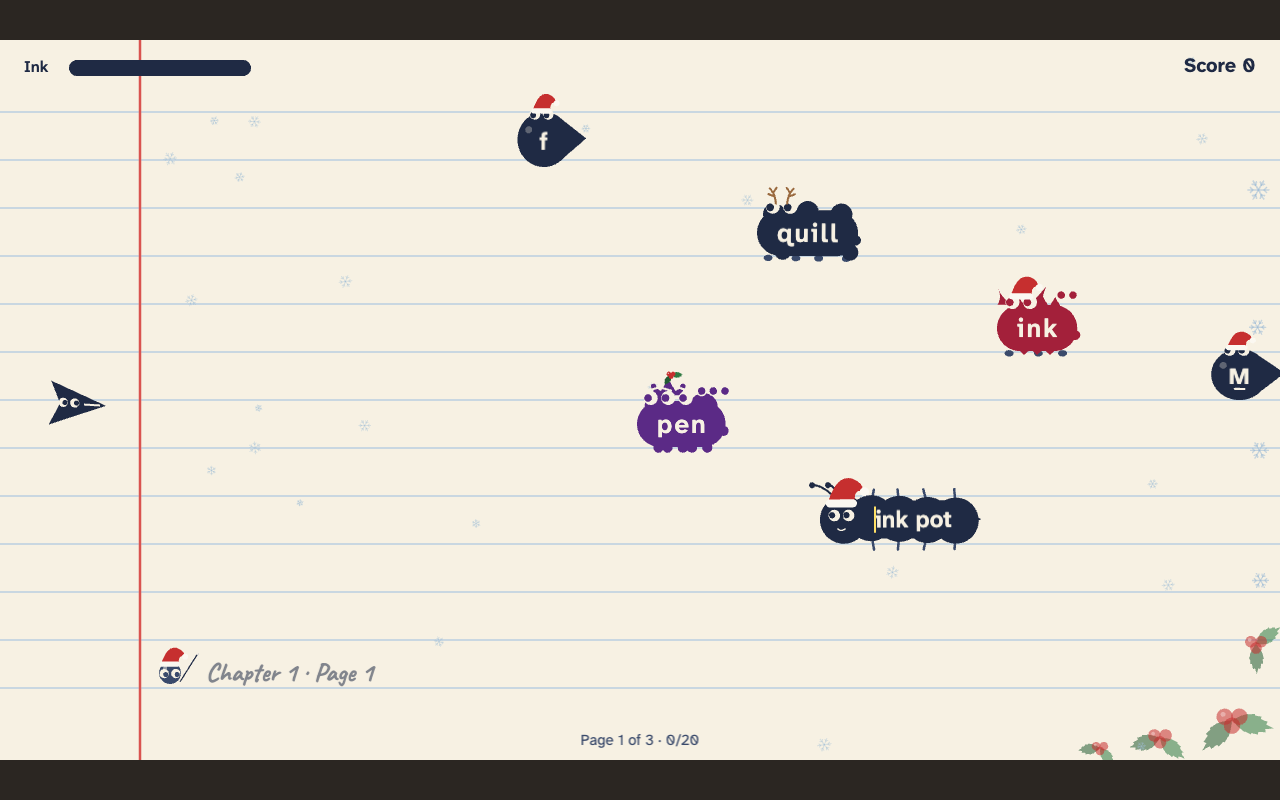 Ink
Score 0
f
quill
ink
M
pen
ink pot
Chapter 1 · Page 1
Page 1 of 3 · 0/20